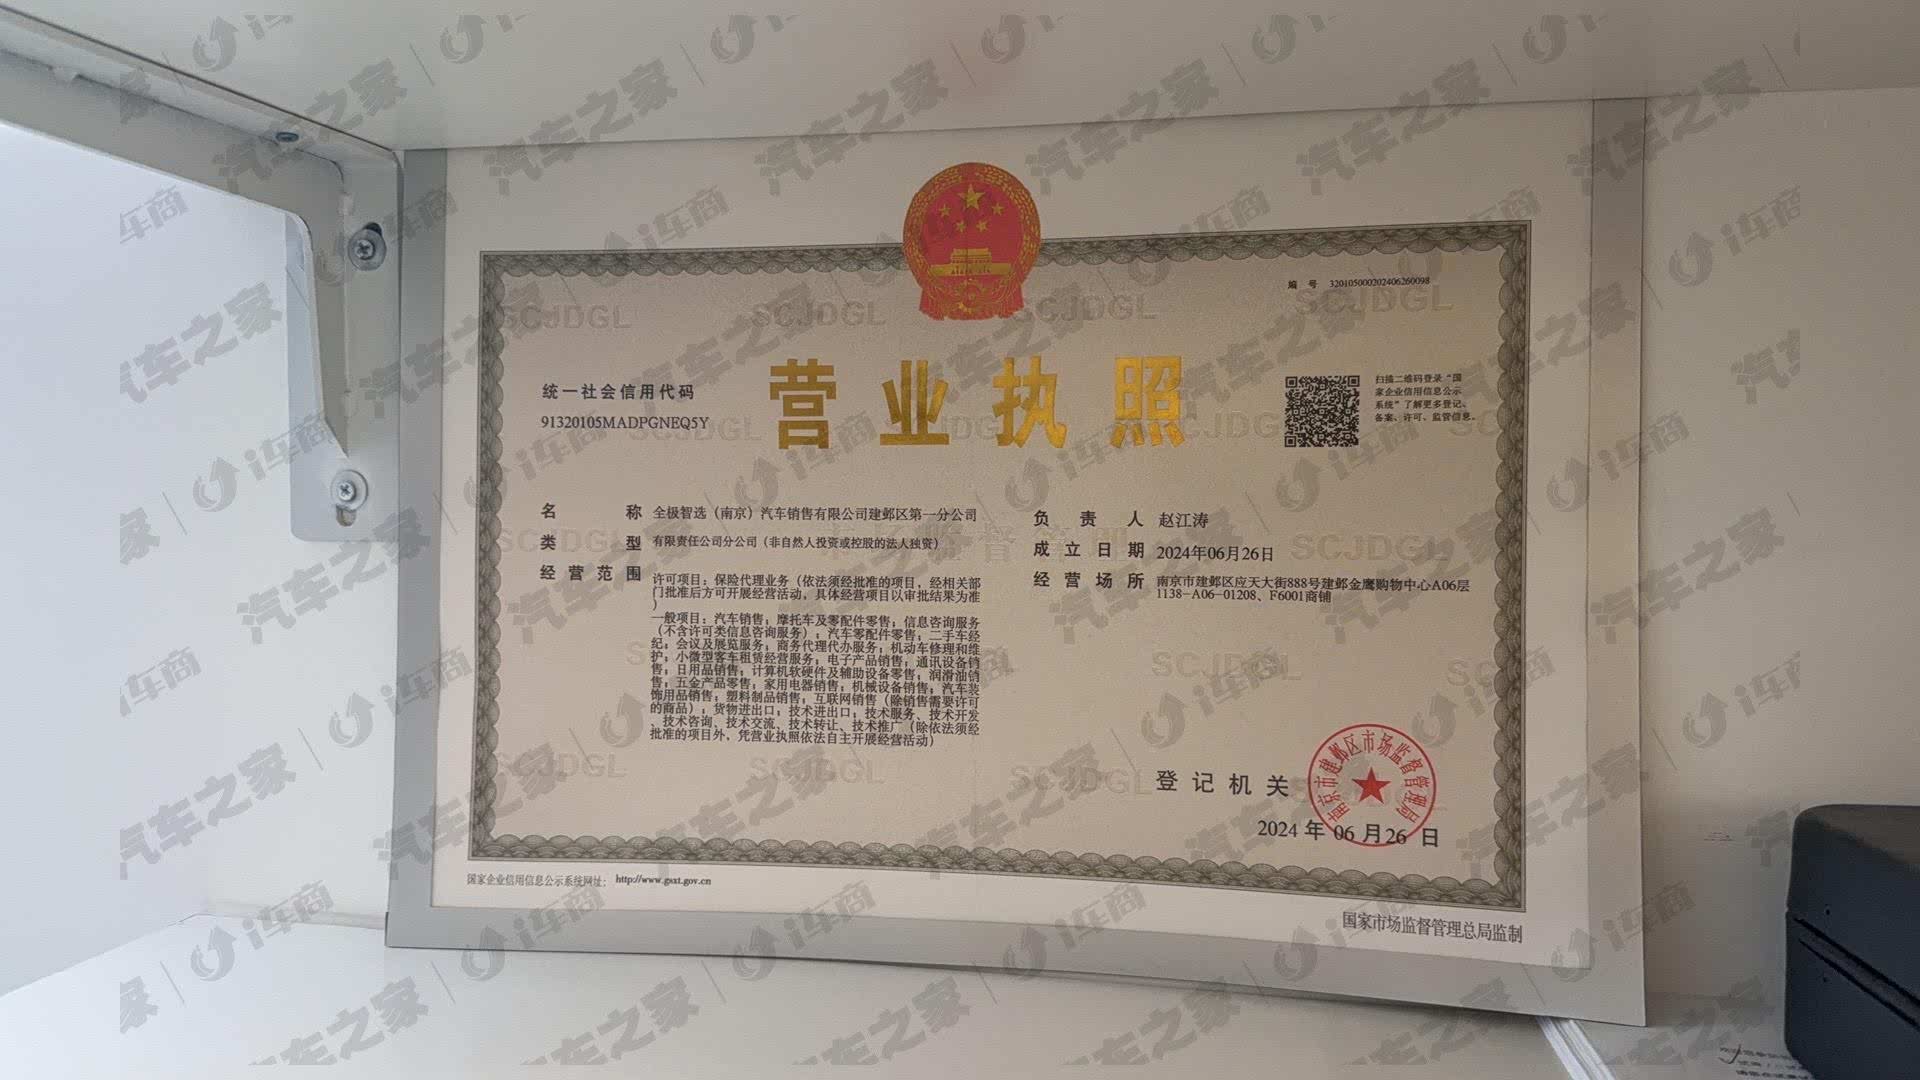 编 号 320105000202406260098
营业执照
统一社会信用代码
91320105MADPGNEQ5Y
扫描二维码登录“国
家企业信用信息公示
系统”了解更多登记、
备案、许可、监管信息。
名 称 全极智选（南京）汽车销售有限公司建邺区第一分公司
类 型 有限责任公司分公司（非自然人投资或控股的法人独资）
经营范围 许可项目：保险代理业务（依法须经批准的项目，经相关部
门批准后方可开展经营活动，具体经营项目以审批结果为准
）
一般项目：汽车销售；摩托车及零配件零售；信息咨询服务
（不含许可类信息咨询服务）；汽车零配件零售；二手车经
纪；会议及展览服务；商务代理代办服务；机动车修理和维
护；小微型客车租赁经营服务；电子产品销售；通讯设备销
售；日用品销售；计算机软硬件及辅助设备零售；润滑油销
售；五金产品零售；家用电器销售；机械设备销售；汽车装
饰用品销售；塑料制品销售；互联网销售（除销售需要许可
的商品）；货物进出口；技术进出口；技术服务、技术开发
、技术咨询、技术交流、技术转让、技术推广（除依法须经
批准的项目外，凭营业执照依法自主开展经营活动）
负责人 赵江涛
成立日期 2024年06月26日
经营场所 南京市建邺区应天大街888号建邺金鹰购物中心A06层
1138-A06-01208、F6001商铺
登记机关
南京市建邺区市场监督管理局
2024 年 06 月 26 日
国家企业信用信息公示系统网址： http://www.gsxt.gov.cn
国家市场监督管理总局监制
SCJDGL
汽车之家
i车商